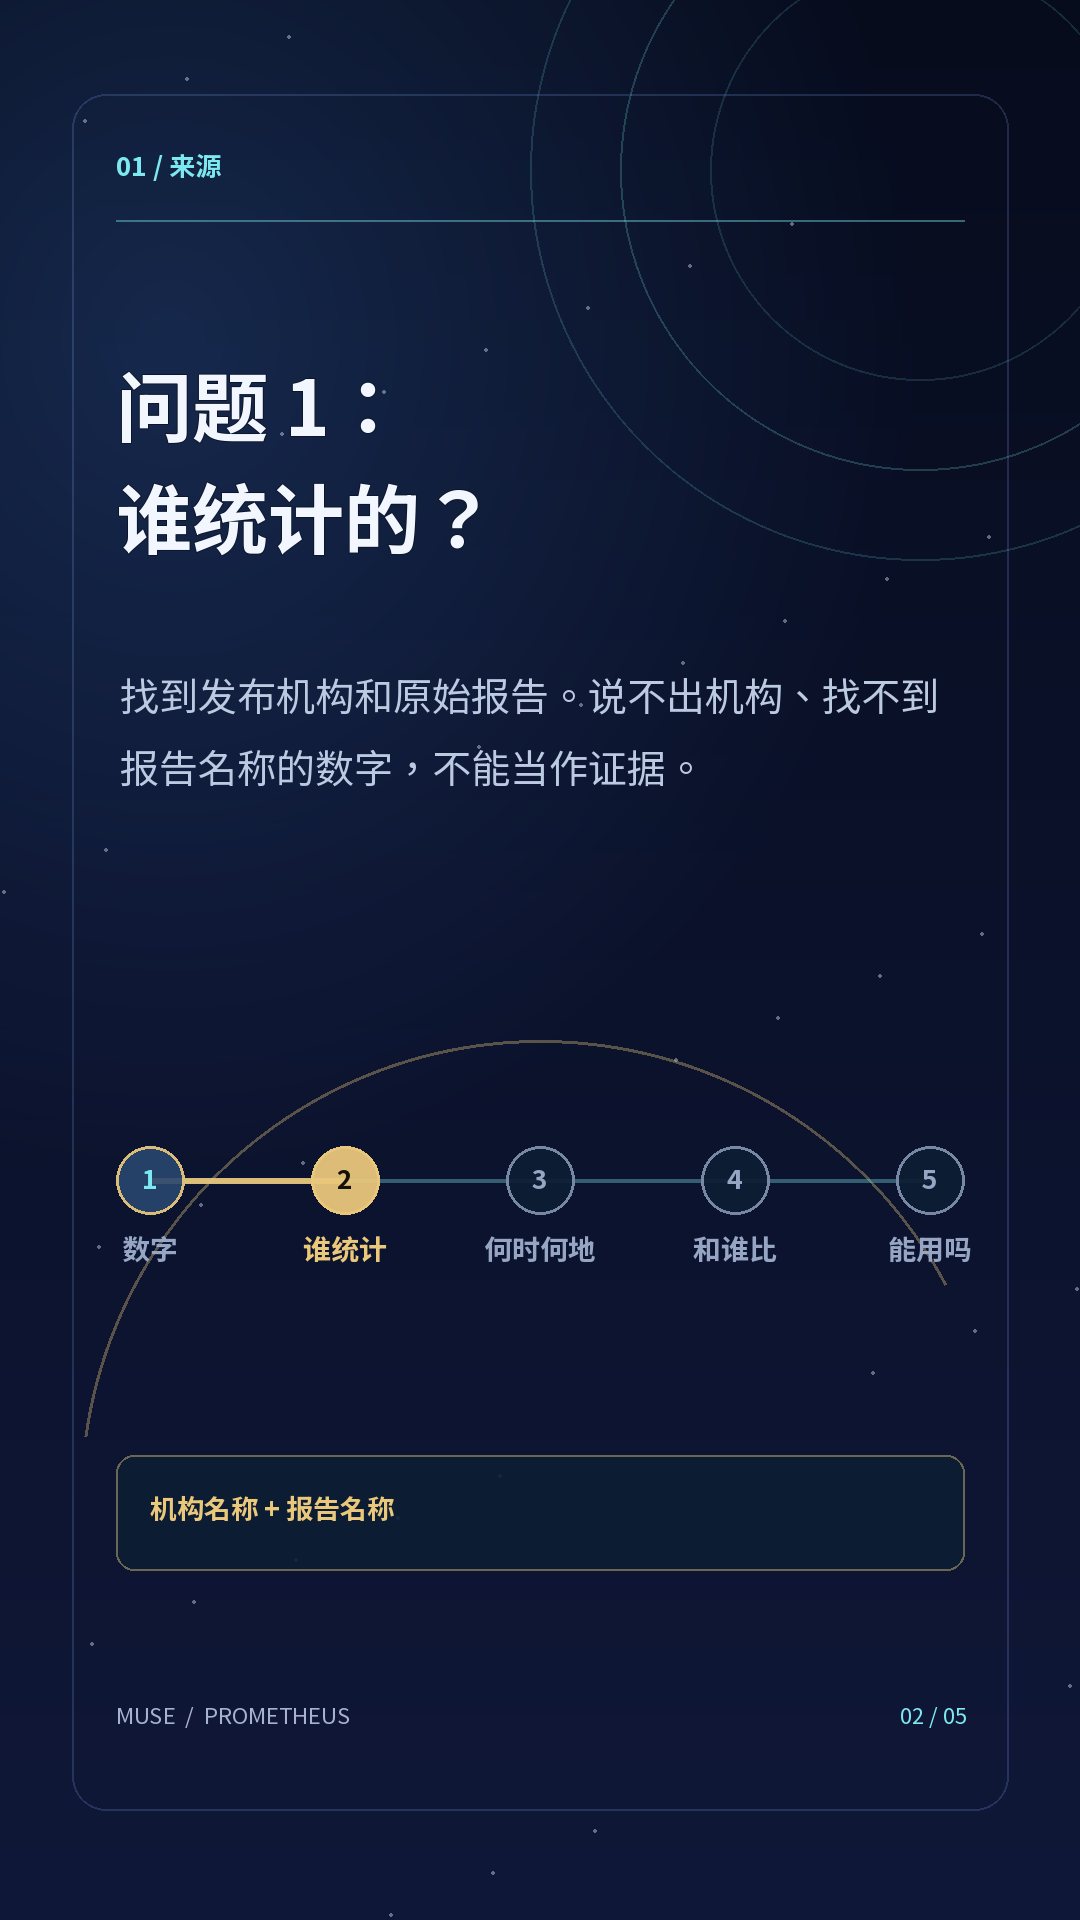 01 / 来源
问题 1：
谁统计的？
找到发布机构和原始报告。说不出机构、找不到
报告名称的数字，不能当作证据。
1 2 3 4 5
数字 谁统计 何时何地 和谁比 能用吗
机构名称 + 报告名称
MUSE / PROMETHEUS 02 / 05